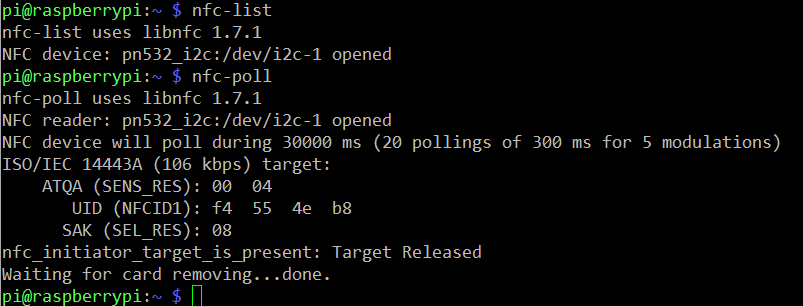 pi@raspberrypi:~ $ nfc-list
nfc-list uses libnfc 1.7.1
NFC device: pn532_i2c:/dev/i2c-1 opened
pi@raspberrypi:~ $ nfc-poll
nfc-poll uses libnfc 1.7.1
NFC reader: pn532_i2c:/dev/i2c-1 opened
NFC device will poll during 30000 ms (20 pollings of 300 ms for 5 modulations)
ISO/IEC 14443A (106 kbps) target:
    ATQA (SENS_RES): 00  04
       UID (NFCID1): f4  55  4e  b8
      SAK (SEL_RES): 08
nfc_initiator_target_is_present: Target Released
Waiting for card removing...done.
pi@raspberrypi:~ $